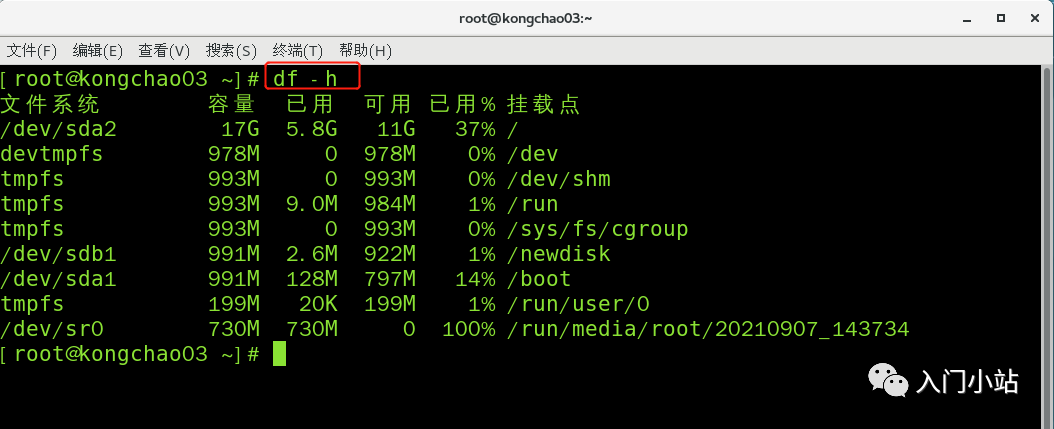 root@kongchao03:~
文件(F) 编辑(E) 查看(V) 搜索(S) 终端(T) 帮助(H)
[root@kongchao03 ~]# df -h
文件系统 容量 已用 可用 已用% 挂载点
/dev/sda2 17G 5.8G 11G 37% /
devtmpfs 978M 0 978M 0% /dev
tmpfs 993M 0 993M 0% /dev/shm
tmpfs 993M 9.0M 984M 1% /run
tmpfs 993M 0 993M 0% /sys/fs/cgroup
/dev/sdb1 991M 2.6M 922M 1% /newdisk
/dev/sda1 991M 128M 797M 14% /boot
tmpfs 199M 20K 199M 1% /run/user/0
/dev/sr0 730M 730M 0 100% /run/media/root/20210907_143734
[root@kongchao03 ~]#
入门小站